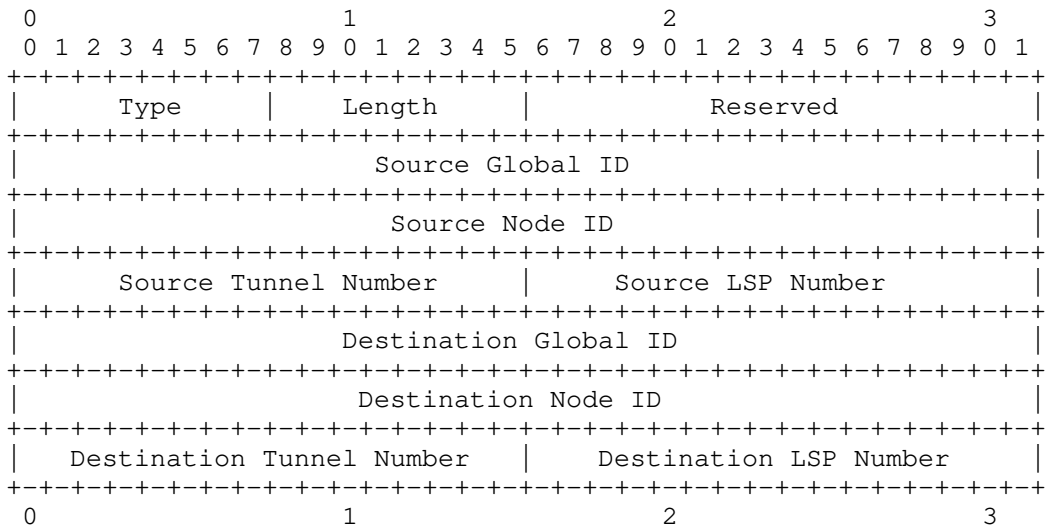 0                   1                   2                   3
 0 1 2 3 4 5 6 7 8 9 0 1 2 3 4 5 6 7 8 9 0 1 2 3 4 5 6 7 8 9 0 1
+-+-+-+-+-+-+-+-+-+-+-+-+-+-+-+-+-+-+-+-+-+-+-+-+-+-+-+-+-+-+-+-+
|      Type     |    Length     |           Reserved            |
+-+-+-+-+-+-+-+-+-+-+-+-+-+-+-+-+-+-+-+-+-+-+-+-+-+-+-+-+-+-+-+-+
|                      Source Global ID                         |
+-+-+-+-+-+-+-+-+-+-+-+-+-+-+-+-+-+-+-+-+-+-+-+-+-+-+-+-+-+-+-+-+
|                       Source Node ID                          |
+-+-+-+-+-+-+-+-+-+-+-+-+-+-+-+-+-+-+-+-+-+-+-+-+-+-+-+-+-+-+-+-+
|      Source Tunnel Number     |     Source LSP Number         |
+-+-+-+-+-+-+-+-+-+-+-+-+-+-+-+-+-+-+-+-+-+-+-+-+-+-+-+-+-+-+-+-+
|                    Destination Global ID                      |
+-+-+-+-+-+-+-+-+-+-+-+-+-+-+-+-+-+-+-+-+-+-+-+-+-+-+-+-+-+-+-+-+
|                     Destination Node ID                       |
+-+-+-+-+-+-+-+-+-+-+-+-+-+-+-+-+-+-+-+-+-+-+-+-+-+-+-+-+-+-+-+-+
|   Destination Tunnel Number   |    Destination LSP Number     |
+-+-+-+-+-+-+-+-+-+-+-+-+-+-+-+-+-+-+-+-+-+-+-+-+-+-+-+-+-+-+-+-+
 0                   1                   2                   3